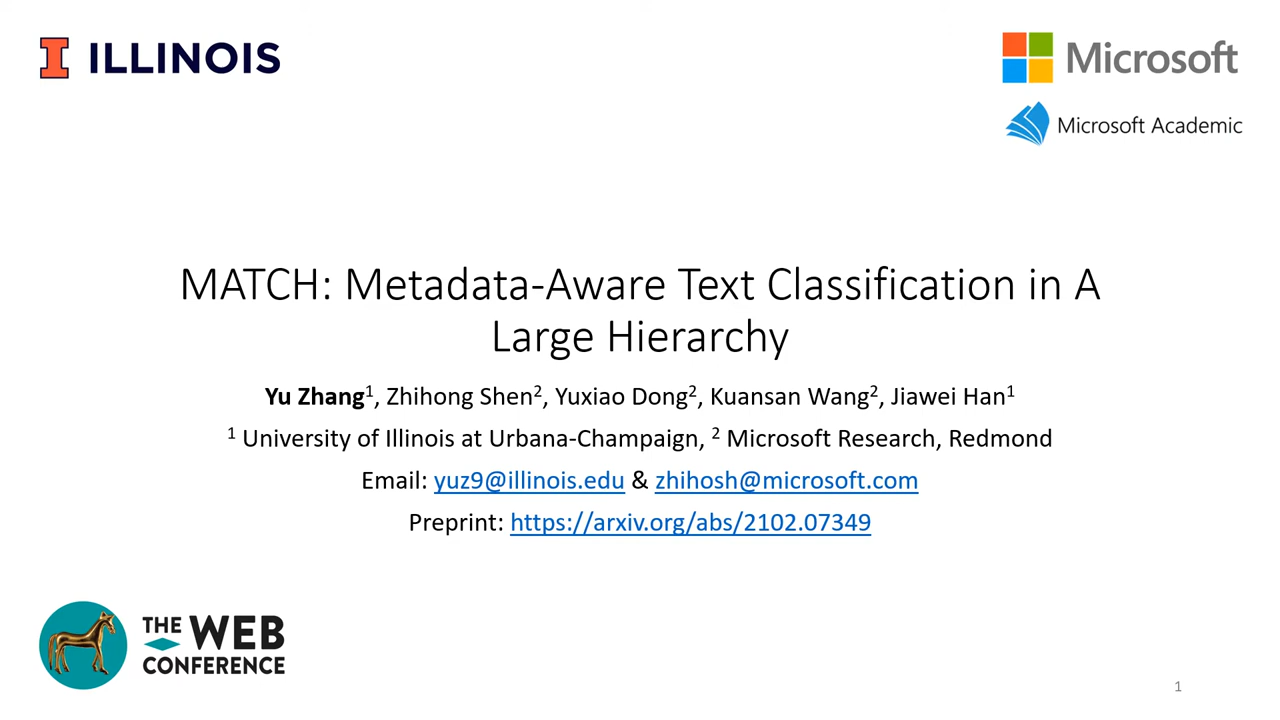 ILLINOIS
Microsoft
Microsoft Academic
MATCH: Metadata-Aware Text Classification in A
Large Hierarchy
Yu Zhang1, Zhihong Shen2, Yuxiao Dong2, Kuansan Wang2, Jiawei Han1
1 University of Illinois at Urbana-Champaign, 2 Microsoft Research, Redmond
Email: yuz9@illinois.edu & zhihosh@microsoft.com
Preprint: https://arxiv.org/abs/2102.07349
THE WEB
CONFERENCE
1